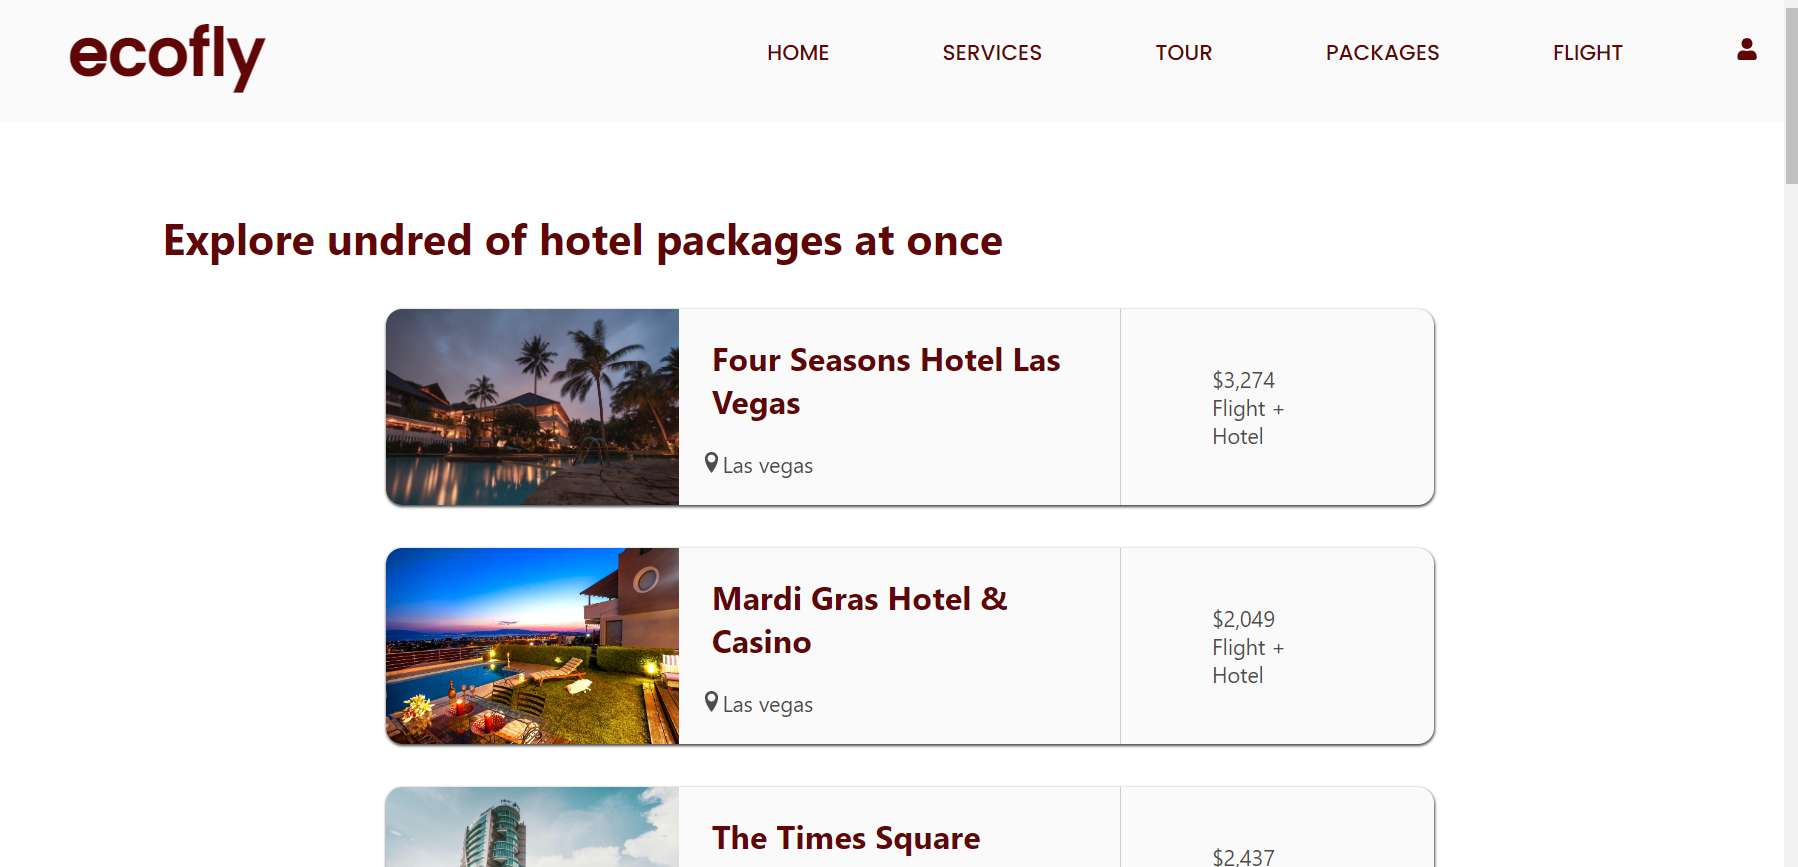 ecofly
HOME SERVICES TOUR PACKAGES FLIGHT
Explore undred of hotel packages at once
Four Seasons Hotel Las
Vegas
Las vegas
$3,274
Flight +
Hotel
Mardi Gras Hotel &
Casino
Las vegas
$2,049
Flight +
Hotel
The Times Square
$2,437